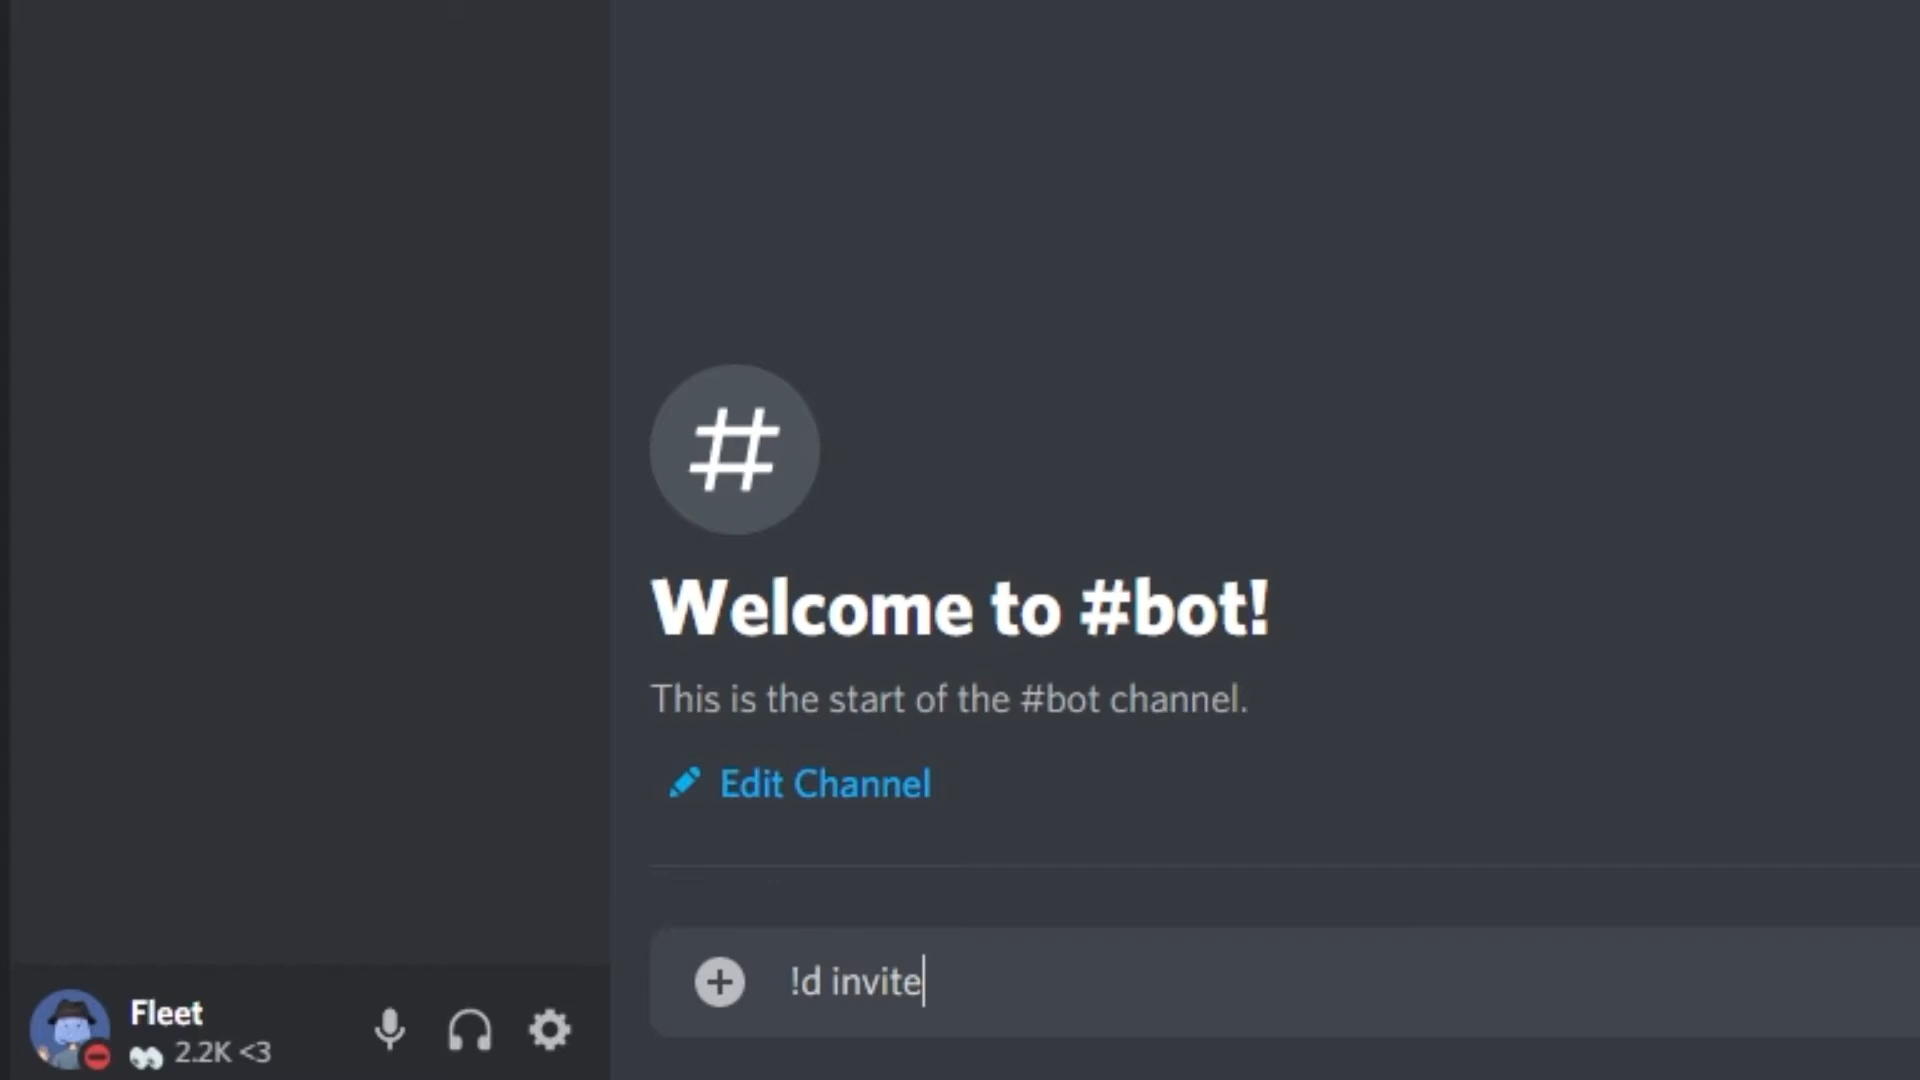 Welcome to #bot!
This is the start of the #bot channel.
Edit Channel
!d invite
Fleet
👀 2.2K <3